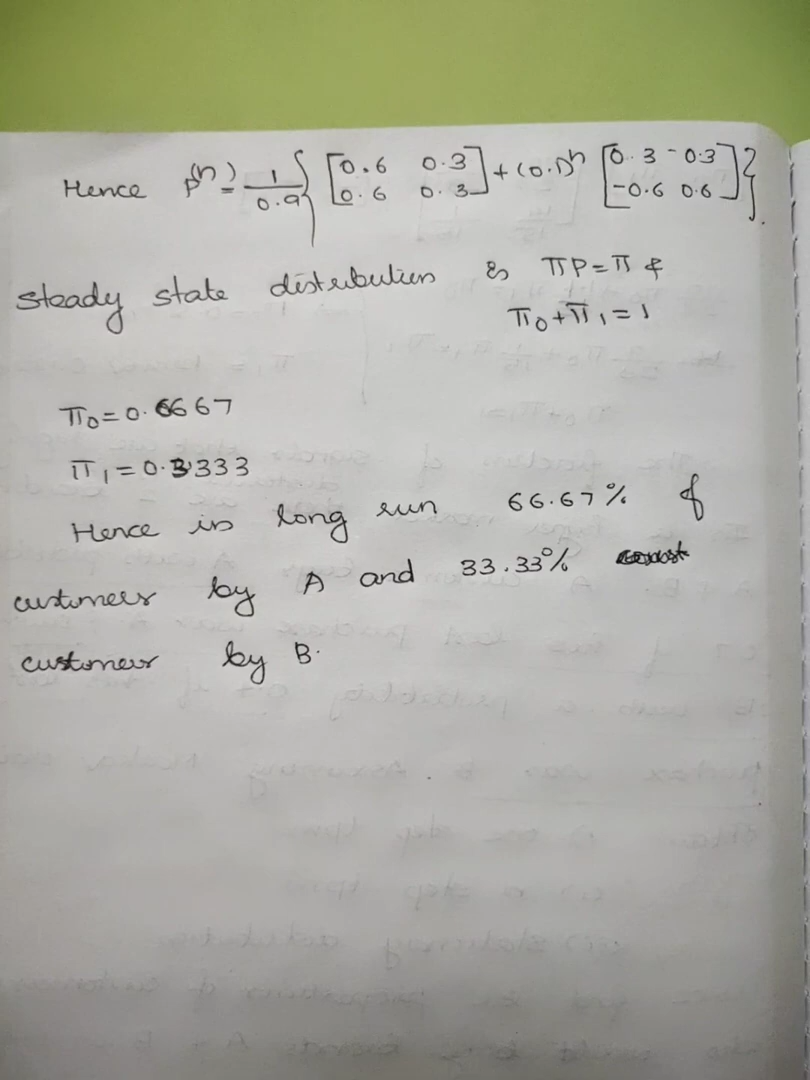 Hence P^(n) = 1/0.9 { [0.6 0.3; 0.6 0.3] + (0.1)^n [0.3 -0.3; -0.6 0.6] }.
steady state distribution is πP=π &
π0+π1=1
π0=0.6667
π1=0.3333
Hence in long run 66.67% of
customers by A and 33.33%
customer by B.